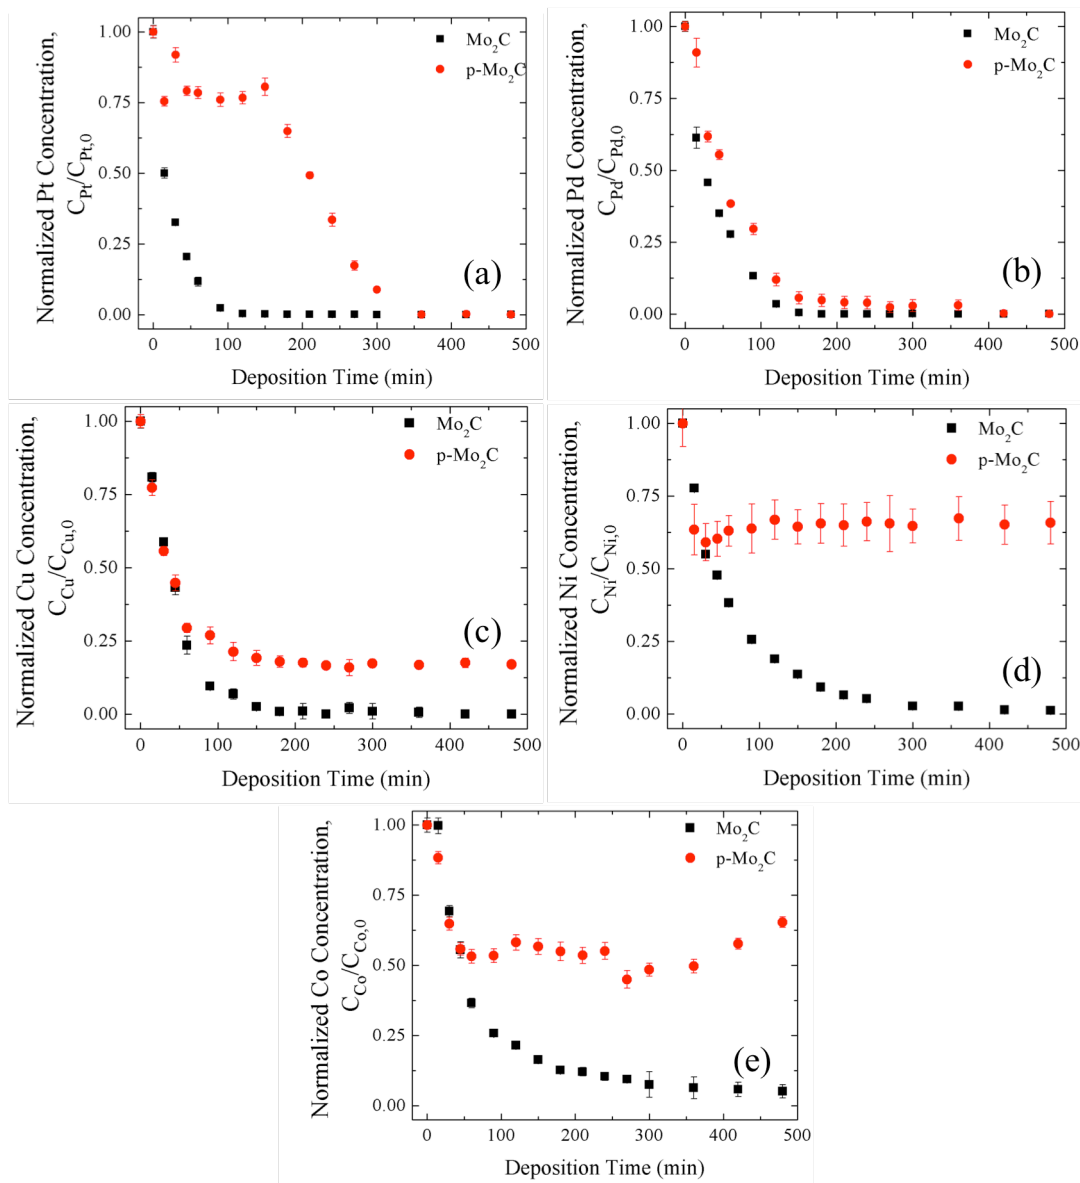 Normalized Pt Concentration,
C_Pt/C_Pt,0
1.00
0.75
0.50
0.25
0.00
Mo₂C
p-Mo₂C
(a)
0 100 200 300 400 500
Deposition Time (min)
Normalized Pd Concentration,
C_Pd/C_Pd,0
1.00
0.75
0.50
0.25
0.00
Mo₂C
p-Mo₂C
(b)
0 100 200 300 400 500
Deposition Time (min)
Normalized Cu Concentration,
C_Cu/C_Cu,0
1.00
0.75
0.50
0.25
0.00
Mo₂C
p-Mo₂C
(c)
0 100 200 300 400 500
Deposition Time (min)
Normalized Ni Concentration,
C_Ni/C_Ni,0
1.00
0.75
0.50
0.25
0.00
Mo₂C
p-Mo₂C
(d)
0 100 200 300 400 500
Deposition Time (min)
Normalized Co Concentration,
C_Co/C_Co,0
1.00
0.75
0.50
0.25
0.00
Mo₂C
p-Mo₂C
(e)
0 100 200 300 400 500
Deposition Time (min)